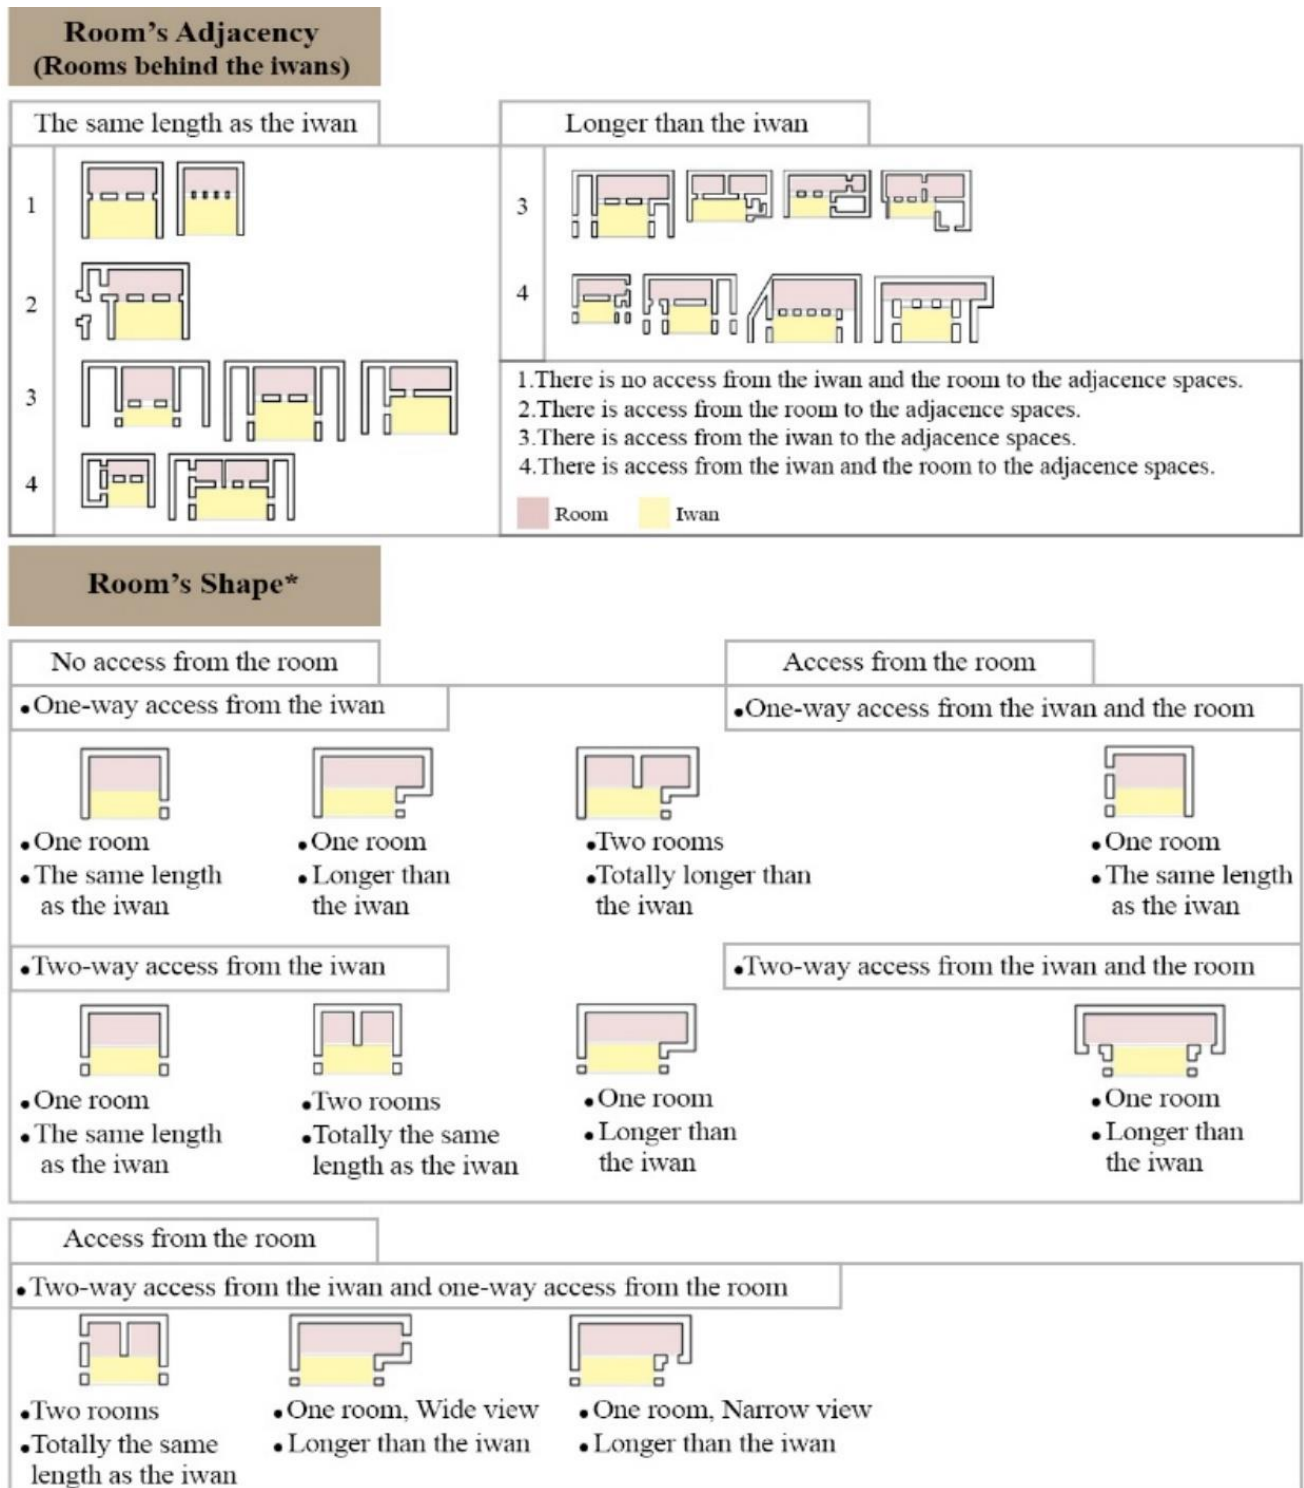 Room's Adjacency
(Rooms behind the iwans)
The same length as the iwan
1
2
3
4
Longer than the iwan
3
4
1.There is no access from the iwan and the room to the adjacence spaces.
2.There is access from the room to the adjacence spaces.
3.There is access from the iwan to the adjacence spaces.
4.There is access from the iwan and the room to the adjacence spaces.
Room
Iwan
Room's Shape*
No access from the room
•One-way access from the iwan
•One room
•The same length
as the iwan
•One room
•Longer than
the iwan
•Two rooms
•Totally longer than
the iwan
Access from the room
•One-way access from the iwan and the room
•One room
•The same length
as the iwan
•Two-way access from the iwan
•One room
•The same length
as the iwan
•Two rooms
•Totally the same
length as the iwan
•One room
•Longer than
the iwan
•Two-way access from the iwan and the room
•One room
•Longer than
the iwan
Access from the room
•Two-way access from the iwan and one-way access from the room
•Two rooms
•Totally the same
length as the iwan
•One room, Wide view
•Longer than the iwan
•One room, Narrow view
•Longer than the iwan